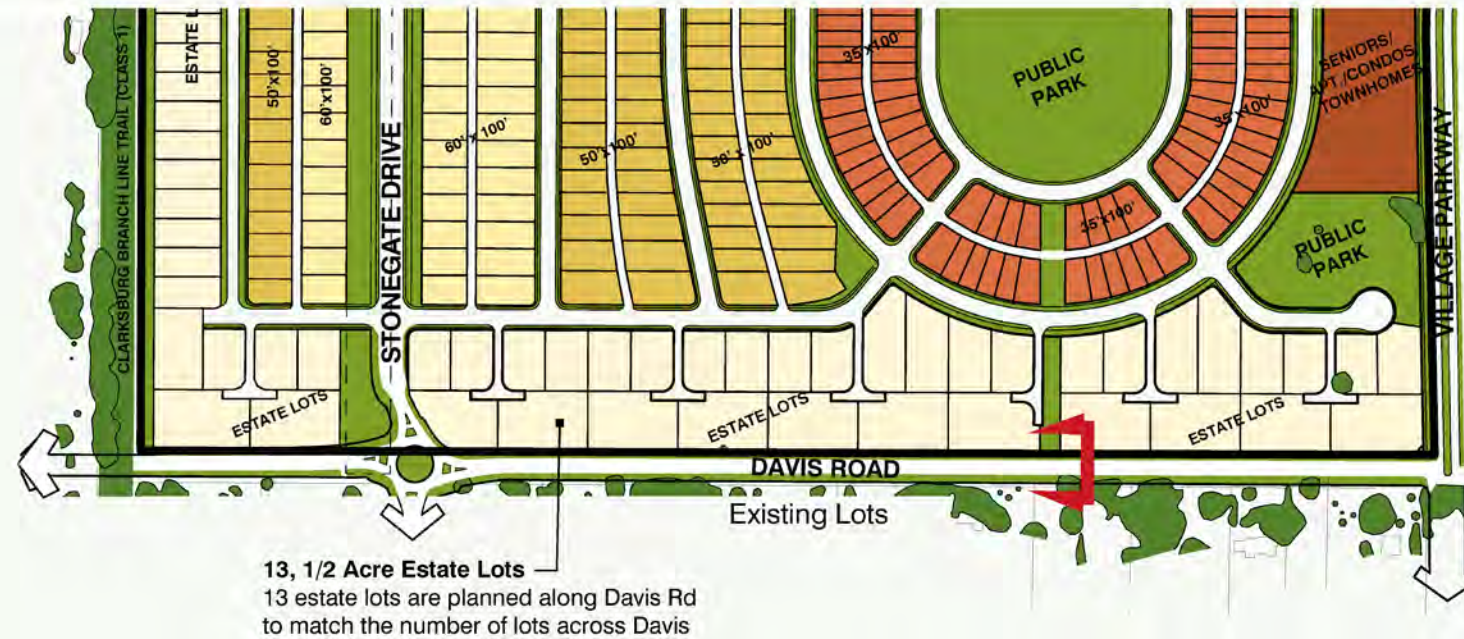 CLARKSBURG BRANCH LINE TRAIL (CLASS 1)
ESTATE L
50'x100'
60'x100'
STONEGATE DRIVE
60' x 100'
50'x100'
50' x 100'
35'x100'
PUBLIC
PARK
35'x100'
35'x100'
SENIORS/
APT./CONDOS,
TOWNHOMES
PUBLIC
PARK
VILLAGE PARKWAY
ESTATE LOTS
ESTATE LOTS
ESTATE LOTS
DAVIS ROAD
Existing Lots
13, 1/2 Acre Estate Lots
13 estate lots are planned along Davis Rd
to match the number of lots across Davis